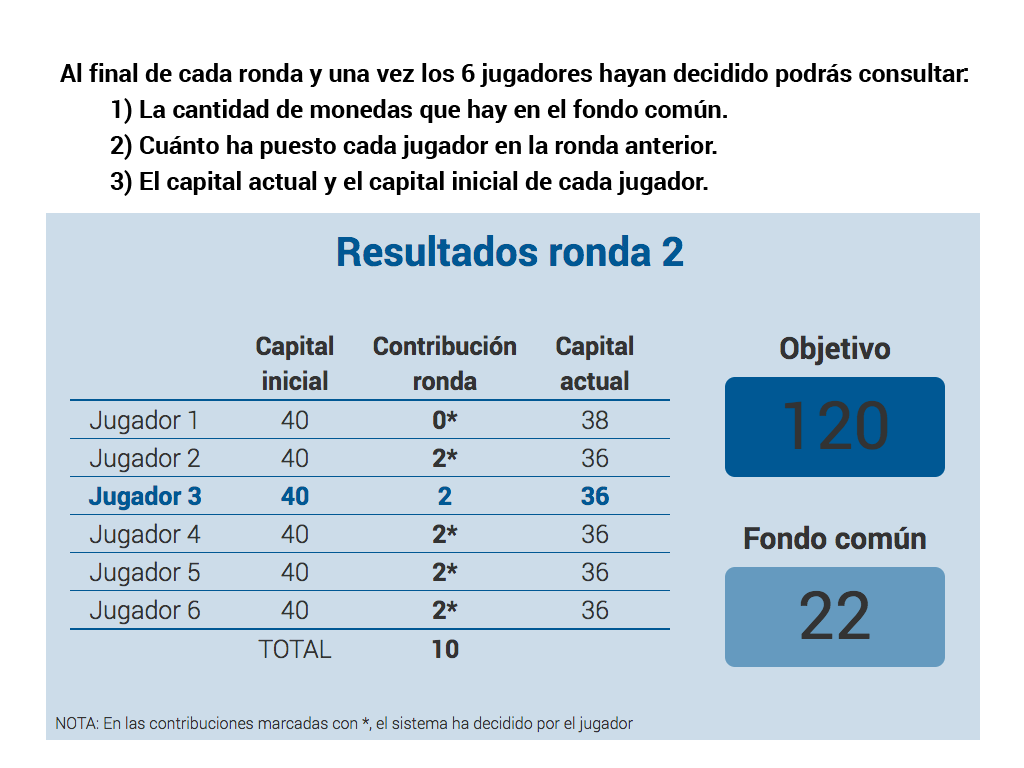 Al final de cada ronda y una vez los 6 jugadores hayan decidido podrás consultar:
1) La cantidad de monedas que hay en el fondo común.
2) Cuánto ha puesto cada jugador en la ronda anterior.
3) El capital actual y el capital inicial de cada jugador.
Resultados ronda 2
Capital inicial Contribución ronda Capital actual
Jugador 1 40 0* 38
Jugador 2 40 2* 36
Jugador 3 40 2 36
Jugador 4 40 2* 36
Jugador 5 40 2* 36
Jugador 6 40 2* 36
TOTAL 10
Objetivo
120
Fondo común
22
NOTA: En las contribuciones marcadas con *, el sistema ha decidido por el jugador